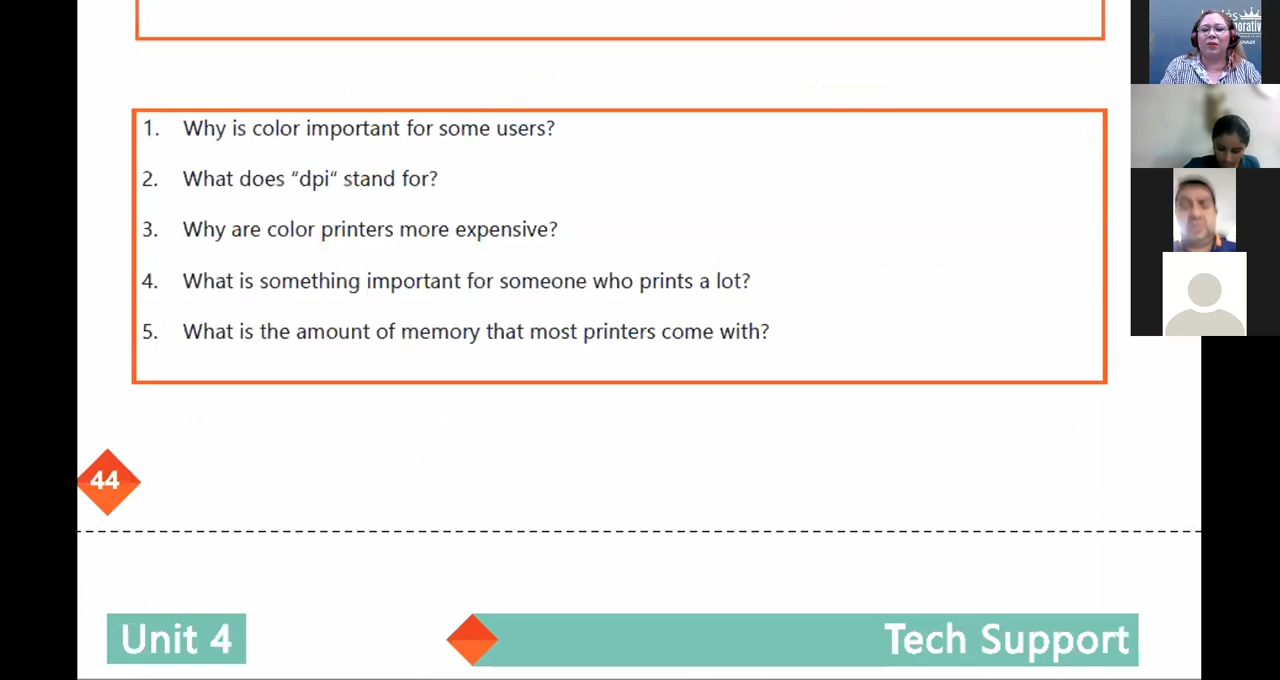 1. Why is color important for some users?
2. What does “dpi“ stand for?
3. Why are color printers more expensive?
4. What is something important for someone who prints a lot?
5. What is the amount of memory that most printers come with?
44
Unit 4
Tech Support